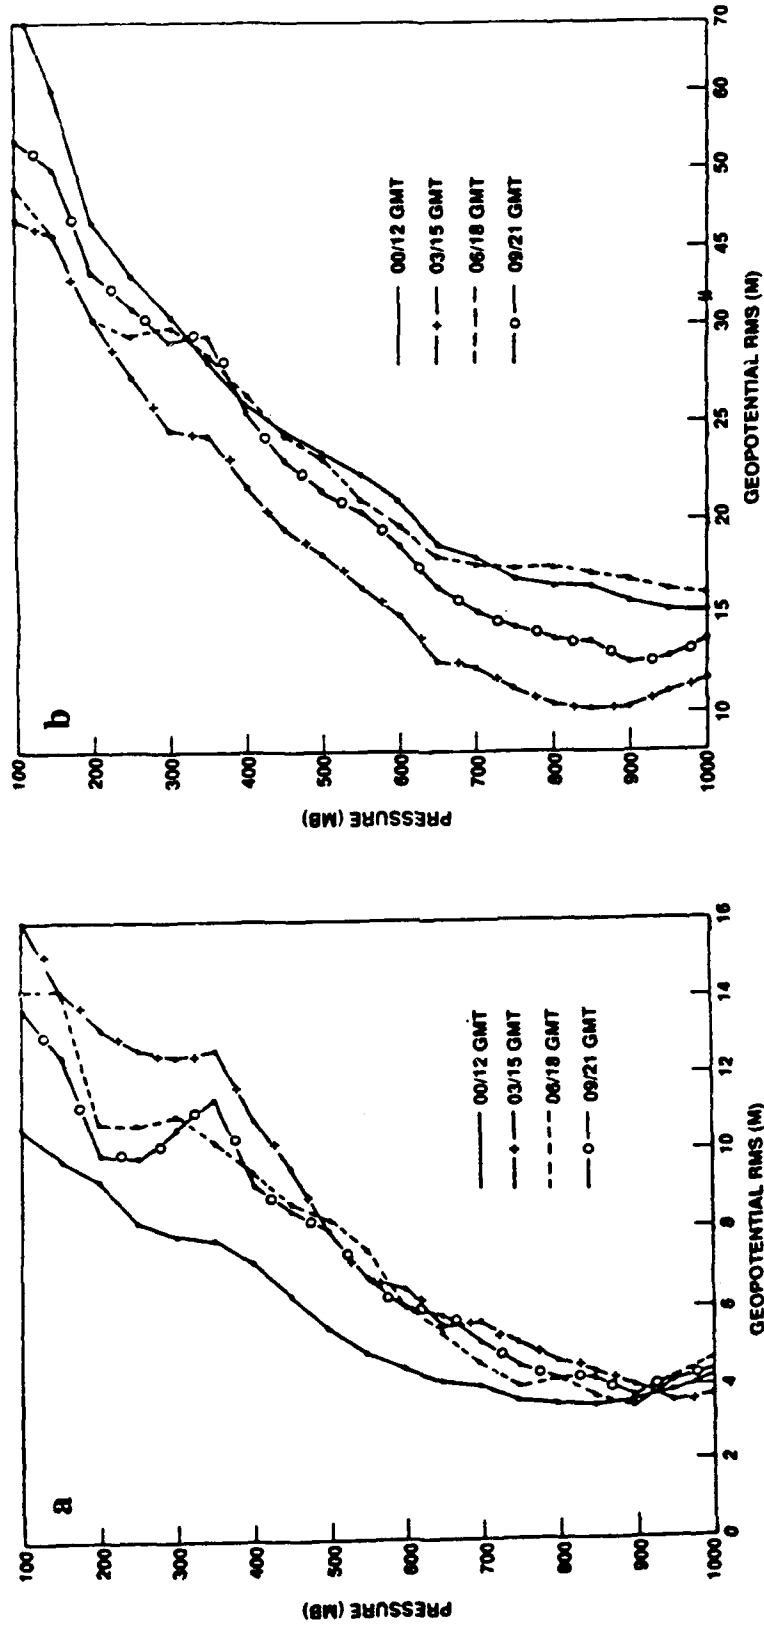 b
100
200
300
400
500
600
700
800
900
1000
PRESSURE (MB)
10
15
20
25
30
45
50
60
70
GEOPOTENTIAL RMS (M)
00/12 GMT
03/15 GMT
06/18 GMT
09/21 GMT
a
100
200
300
400
500
600
700
800
900
1000
PRESSURE (MB)
0
2
4
6
8
10
12
14
16
GEOPOTENTIAL RMS (M)
00/12 GMT
03/15 GMT
06/18 GMT
09/21 GMT